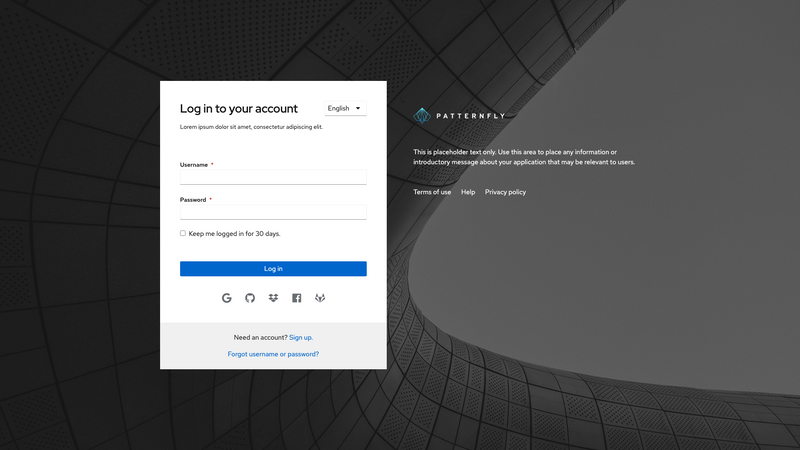 Log in to your account
English
Lorem ipsum dolor sit amet, consectetur adipiscing elit.
Username *
Password *
Keep me logged in for 30 days.
Log in
Need an account? Sign up.
Forgot username or password?
PATTERNFLY
This is placeholder text only. Use this area to place any information or
introductory message about your application that may be relevant to users.
Terms of use Help Privacy policy